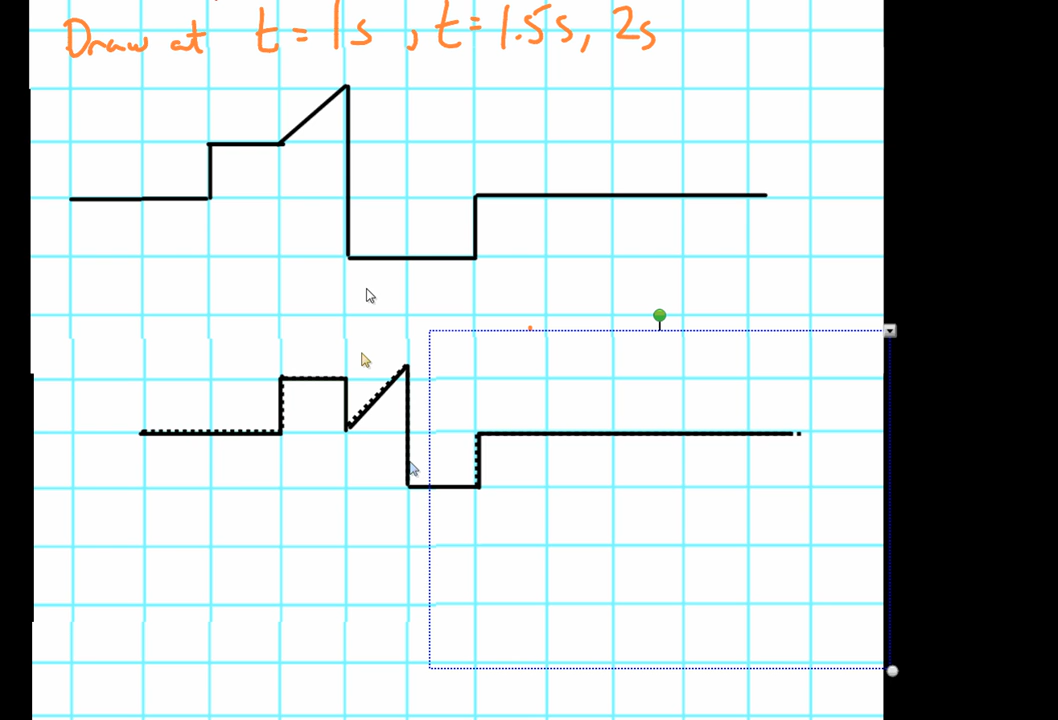 Draw at t = 1s , t = 1.5s, 2s